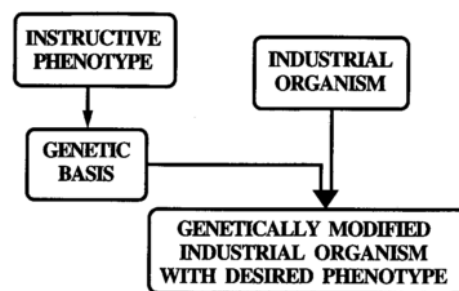 INSTRUCTIVE
PHENOTYPE
INDUSTRIAL
ORGANISM
GENETIC
BASIS
GENETICALLY MODIFIED
INDUSTRIAL ORGANISM
WITH DESIRED PHENOTYPE